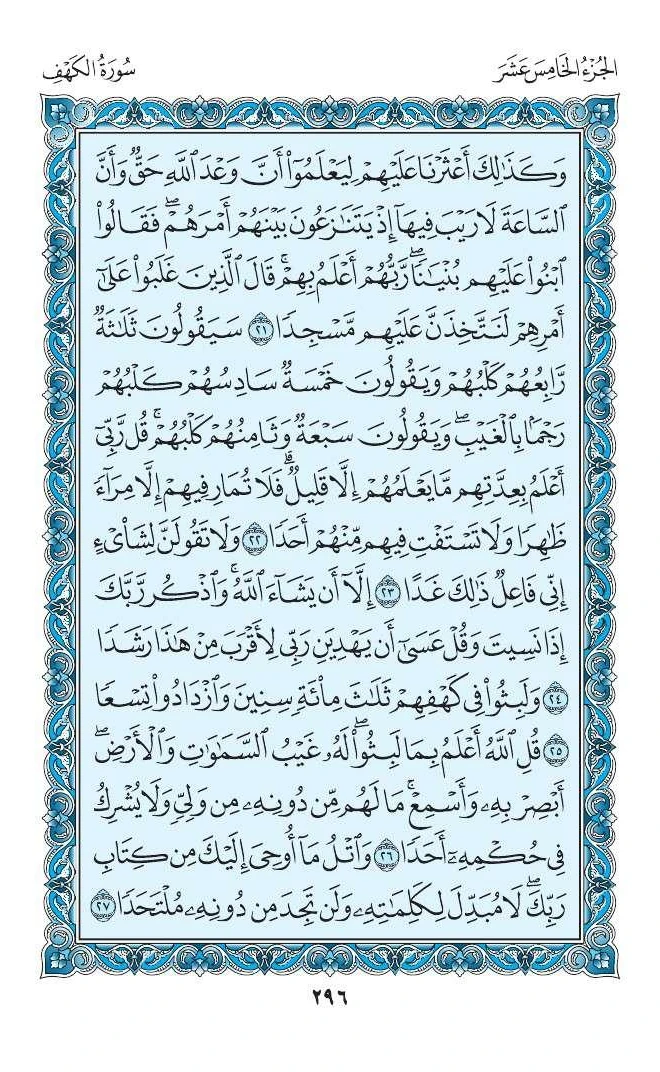 الجُزْءُ الخَامِسَ عَشَرَ
سُورَةُ الكَهْفِ
وَكَذَٰلِكَ أَعْثَرْنَا عَلَيْهِمْ لِيَعْلَمُوٓا۟ أَنَّ وَعْدَ ٱللَّهِ حَقٌّ وَأَنَّ
ٱلسَّاعَةَ لَا رَيْبَ فِيهَآ إِذْ يَتَنَٰزَعُونَ بَيْنَهُمْ أَمْرَهُمْ ۖ فَقَالُوا۟
ٱبْنُوا۟ عَلَيْهِم بُنْيَٰنًا ۖ رَّبُّهُمْ أَعْلَمُ بِهِمْ ۚ قَالَ ٱلَّذِينَ غَلَبُوا۟ عَلَىٰٓ
أَمْرِهِمْ لَنَتَّخِذَنَّ عَلَيْهِم مَّسْجِدًا ٢١ سَيَقُولُونَ ثَلَٰثَةٌ
رَّابِعُهُمْ كَلْبُهُمْ وَيَقُولُونَ خَمْسَةٌ سَادِسُهُمْ كَلْبُهُمْ
رَجْمًۢا بِٱلْغَيْبِ ۖ وَيَقُولُونَ سَبْعَةٌ وَثَامِنُهُمْ كَلْبُهُمْ ۚ قُل رَّبِّىٓ
أَعْلَمُ بِعِدَّتِهِم مَّا يَعْلَمُهُمْ إِلَّا قَلِيلٌ ۗ فَلَا تُمَارِ فِيهِمْ إِلَّا مِرَآءً
ظَٰهِرًا وَلَا تَسْتَفْتِ فِيهِم مِّنْهُمْ أَحَدًا ٢٢ وَلَا تَقُولَنَّ لِشَا۟ىْءٍ
إِنِّى فَاعِلٌ ذَٰلِكَ غَدًا ٢٣ إِلَّآ أَن يَشَآءَ ٱللَّهُ ۚ وَٱذْكُر رَّبَّكَ
إِذَا نَسِيتَ وَقُلْ عَسَىٰٓ أَن يَهْدِيَنِ رَبِّى لِأَقْرَبَ مِنْ هَٰذَا رَشَدًا
٢٤ وَلَبِثُوا۟ فِى كَهْفِهِمْ ثَلَٰثَ مِا۟ئَةٍ سِنِينَ وَٱزْدَادُوا۟ تِسْعًا
٢٥ قُلِ ٱللَّهُ أَعْلَمُ بِمَا لَبِثُوا۟ ۖ لَهُۥ غَيْبُ ٱلسَّمَٰوَٰتِ وَٱلْأَرْضِ ۖ
أَبْصِرْ بِهِۦ وَأَسْمِعْ ۚ مَا لَهُم مِّن دُونِهِۦ مِن وَلِىٍّ وَلَا يُشْرِكُ
فِى حُكْمِهِۦٓ أَحَدًا ٢٦ وَٱتْلُ مَآ أُوحِىَ إِلَيْكَ مِن كِتَابِ
رَبِّكَ ۖ لَا مُبَدِّلَ لِكَلِمَٰتِهِۦ وَلَن تَجِدَ مِن دُونِهِۦ مُلْتَحَدًا ٢٧
٢٩٦